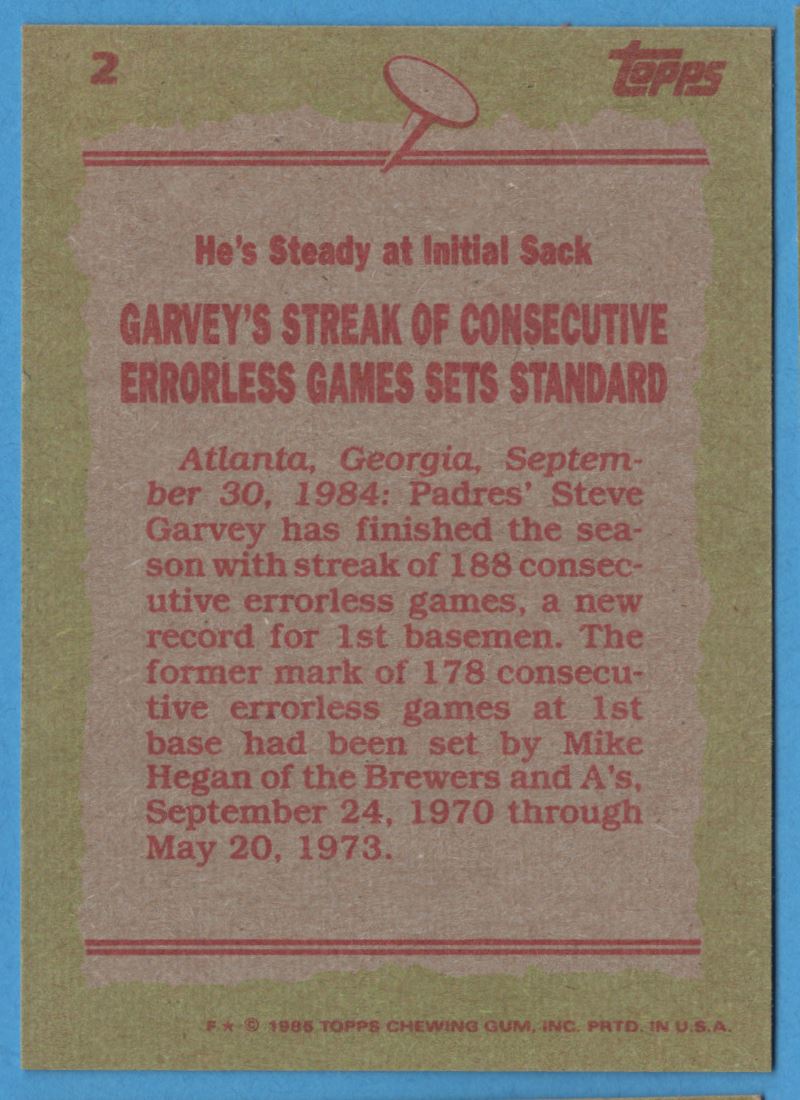 2
topps
He's Steady at Initial Sack
GARVEY'S STREAK OF CONSECUTIVE
ERRORLESS GAMES SETS STANDARD
Atlanta, Georgia, Septem-
ber 30, 1984: Padres' Steve
Garvey has finished the sea-
son with streak of 188 consec-
utive errorless games, a new
record for 1st basemen. The
former mark of 178 consecu-
tive errorless games at 1st
base had been set by Mike
Hegan of the Brewers and A's,
September 24, 1970 through
May 20, 1973.
F★ © 1985 TOPPS CHEWING GUM, INC. PRTD. IN U.S.A.